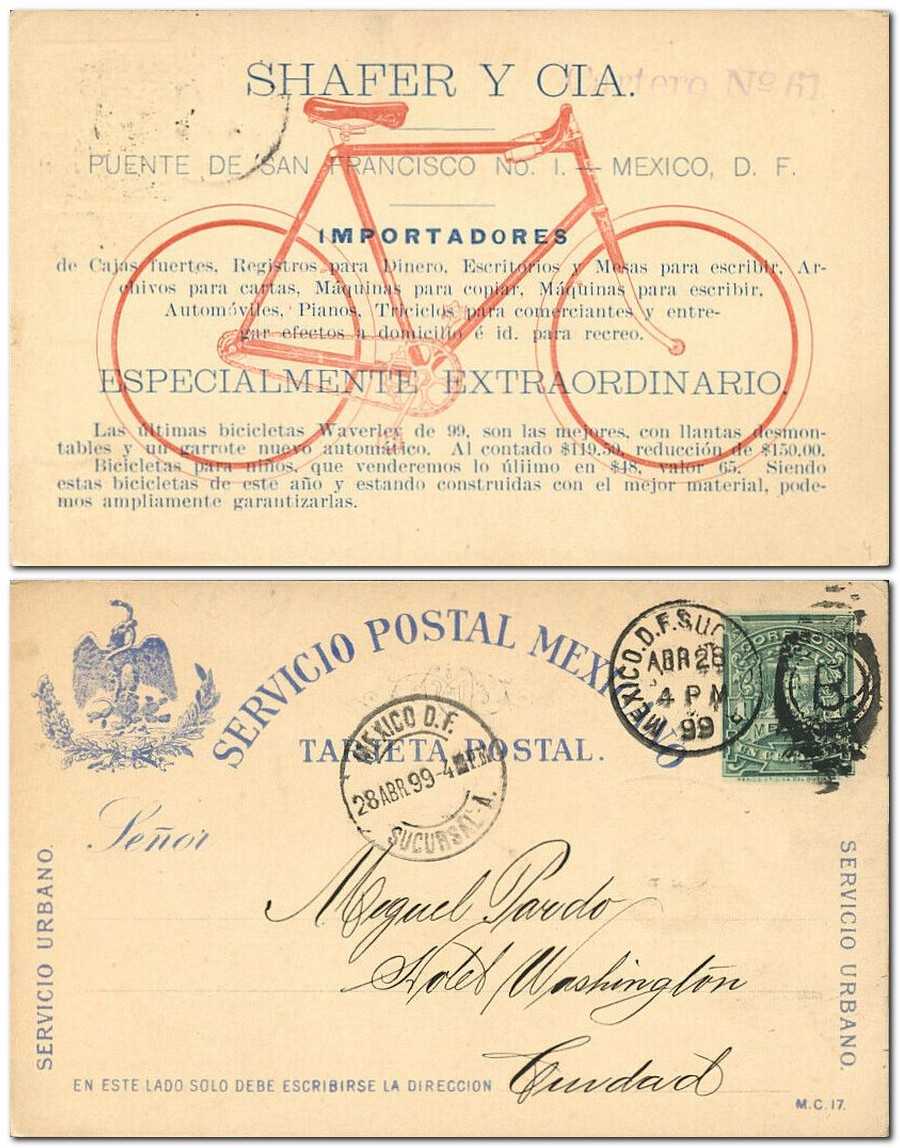 SHAFER Y CIA.
Cartero No 61
PUENTE DE SAN FRANCISCO No. 1. — MEXICO, D. F.
IMPORTADORES
de Cajas fuertes, Registros para Dinero, Escritorios y Mesas para escribir, Ar-
chivos para cartas, Máquinas para copiar, Máquinas para escribir,
Automóviles, Pianos, Triciclos para comerciantes y entre-
gar efectos a domicilio é id. para recreo.
ESPECIALMENTE EXTRAORDINARIO.
Las últimas bicicletas Waverley de 99, son las mejores, con llantas desmon-
tables y un garrote nuevo automático. Al contado $119.50, reducción de $150.00.
Bicicletas para niños, que venderemos lo úliimo en $48, valor 65. Siendo
estas bicicletas de este año y estando construidas con el mejor material, pode-
mos ampliamente garantizarlas.
SERVICIO POSTAL MEXICANO
TARJETA POSTAL.
MEXICO.D.F. SUC
ABR 28
4 PM
99
B
MEXICO D.F.
28 ABR. 99-4 PM
SUCURSAL A.
Señor
Miguel Pardo
Hotel Washington
Ciudad
SERVICIO URBANO.
SERVICIO URBANO.
EN ESTE LADO SOLO DEBE ESCRIBIRSE LA DIRECCION
M.C.17.